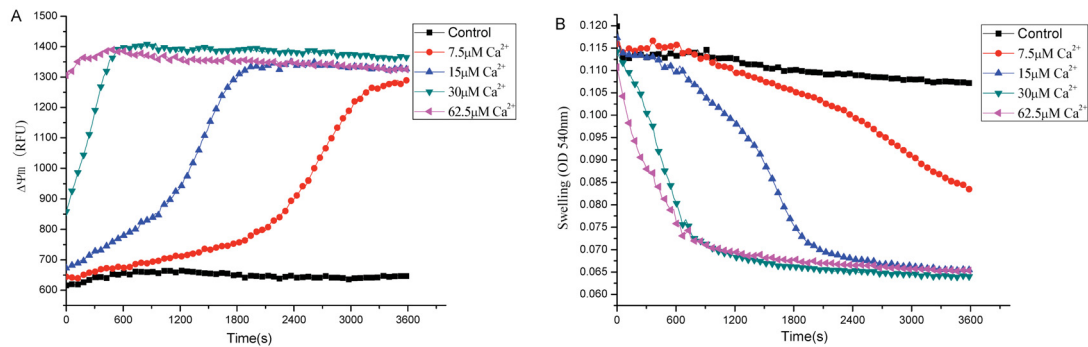 A
ΔΨm (RFU)
1500
1400
1300
1200
1100
1000
900
800
700
600
0
600
1200
1800
2400
3000
3600
Time(s)
Control
7.5μM Ca²⁺
15μM Ca²⁺
30μM Ca²⁺
62.5μM Ca²⁺
B
Swelling (OD 540nm)
0.120
0.115
0.110
0.105
0.100
0.095
0.090
0.085
0.080
0.075
0.070
0.065
0.060
0
600
1200
1800
2400
3000
3600
Time(s)
Control
7.5μM Ca²⁺
15μM Ca²⁺
30μM Ca²⁺
62.5μM Ca²⁺